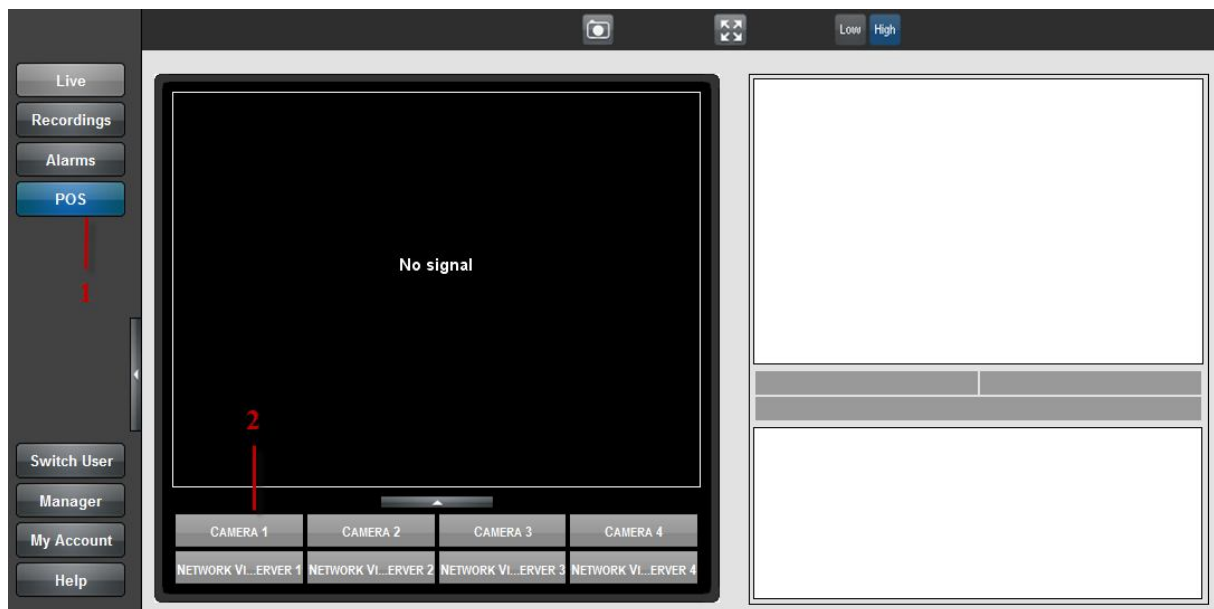 Low High
Live
Recordings
Alarms
POS
1
No signal
2
Switch User
Manager
My Account
Help
CAMERA 1 CAMERA 2 CAMERA 3 CAMERA 4
NETWORK VI...ERVER 1 NETWORK VI...ERVER 2 NETWORK VI...ERVER 3 NETWORK VI...ERVER 4